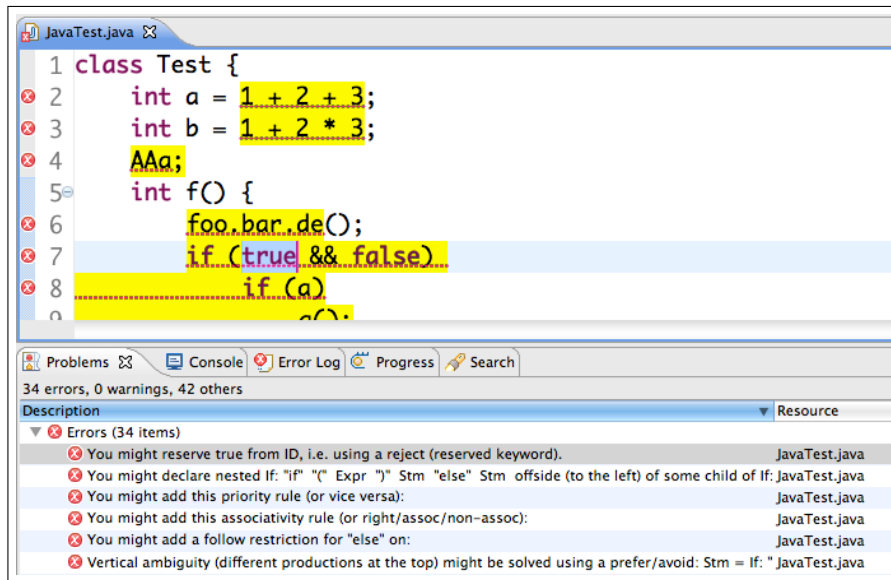 JavaTest.java
1 class Test {
2 int a = 1 + 2 + 3;
3 int b = 1 + 2 * 3;
4 AAa;
5 int f() {
6 foo.bar.de();
7 if (true && false)
8 if (a)
9 a();
Problems Console Error Log Progress Search
34 errors, 0 warnings, 42 others
Description Resource
Errors (34 items)
You might reserve true from ID, i.e. using a reject (reserved keyword). JavaTest.java
You might declare nested If: "if" "(" Expr ")" Stm "else" Stm offside (to the left) of some child of If: JavaTest.java
You might add this priority rule (or vice versa): JavaTest.java
You might add this associativity rule (or right/assoc/non-assoc): JavaTest.java
You might add a follow restriction for "else" on: JavaTest.java
Vertical ambiguity (different productions at the top) might be solved using a prefer/avoid: Stm = If: " JavaTest.java